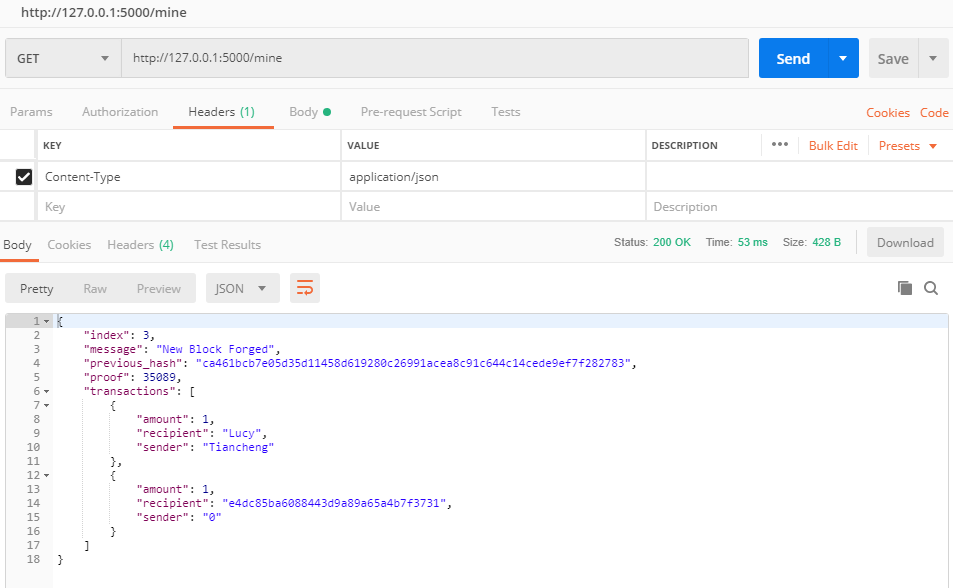 http://127.0.0.1:5000/mine
GET http://127.0.0.1:5000/mine Send Save
Params Authorization Headers (1) Body Pre-request Script Tests Cookies Code
KEY VALUE DESCRIPTION ••• Bulk Edit Presets
Content-Type application/json
Key Value Description
Body Cookies Headers (4) Test Results Status: 200 OK Time: 53 ms Size: 428 B Download
Pretty Raw Preview JSON
1 {
2 "index": 3,
3 "message": "New Block Forged",
4 "previous_hash": "ca461bcb7e05d35d11458d619280c26991acea8c91c644c14cede9ef7f282783",
5 "proof": 35089,
6 "transactions": [
7 {
8 "amount": 1,
9 "recipient": "Lucy",
10 "sender": "Tiancheng"
11 },
12 {
13 "amount": 1,
14 "recipient": "e4dc85ba6088443d9a89a65a4b7f3731",
15 "sender": "0"
16 }
17 ]
18 }